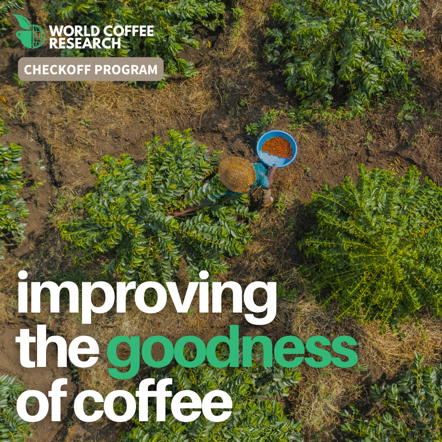 WORLD COFFEE
RESEARCH
CHECKOFF PROGRAM
improving
the goodness
of coffee